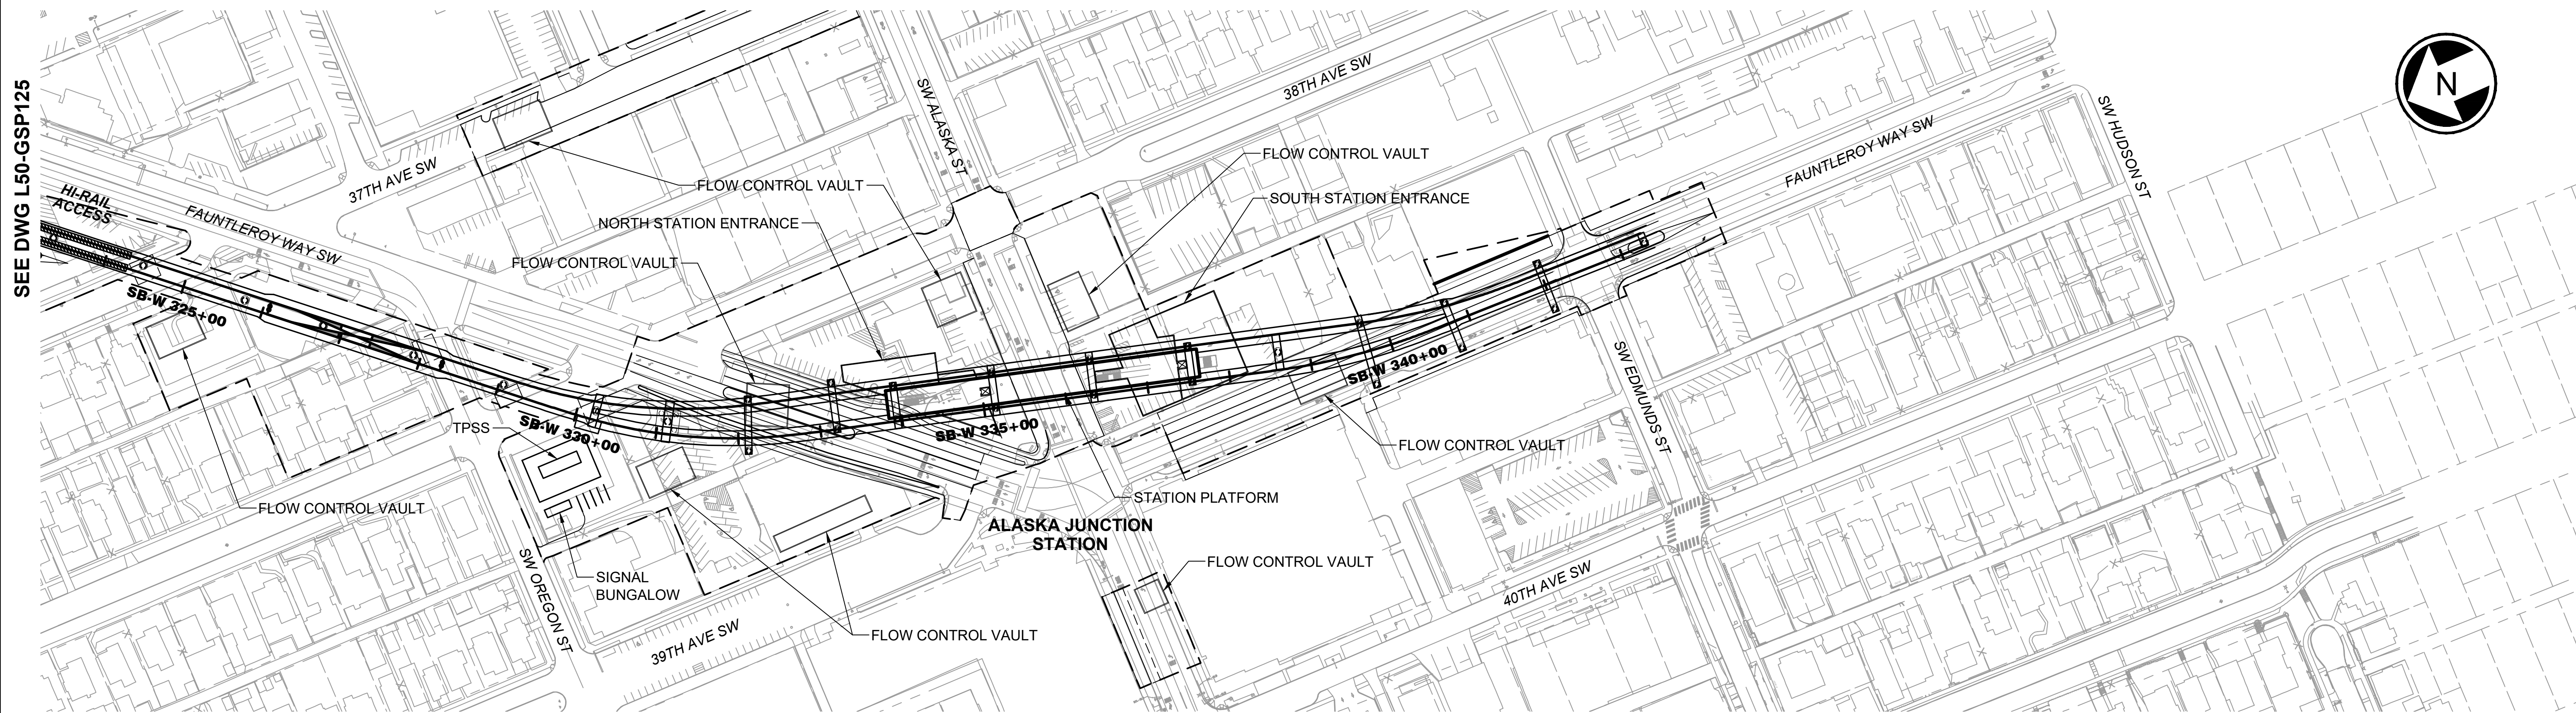 SEE DWG L50-GSP125
HI-RAIL
ACCESS
FAUNTLEROY WAY SW
37TH AVE SW
SW ALASKA ST
38TH AVE SW
FAUNTLEROY WAY SW
SW HUDSON ST
N
FLOW CONTROL VAULT
FLOW CONTROL VAULT
NORTH STATION ENTRANCE
SOUTH STATION ENTRANCE
FLOW CONTROL VAULT
SB-W 325+00
SB-W 330+00
SB-W 335+00
SB-W 340+00
TPSS
SW EDMUNDS ST
FLOW CONTROL VAULT
FLOW CONTROL VAULT
STATION PLATFORM
ALASKA JUNCTION
STATION
FLOW CONTROL VAULT
SIGNAL
BUNGALOW
SW OREGON ST
40TH AVE SW
39TH AVE SW
FLOW CONTROL VAULT